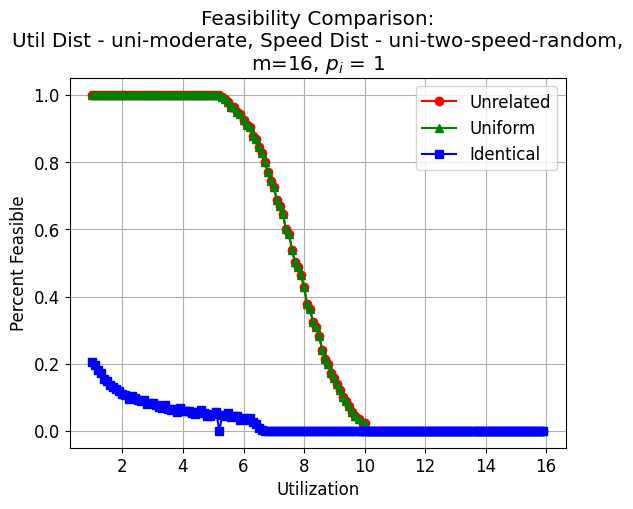 Feasibility Comparison:
Util Dist - uni-moderate, Speed Dist - uni-two-speed-random,
m=16, p_i = 1
Unrelated
Uniform
Identical
Percent Feasible
1.0
0.8
0.6
0.4
0.2
0.0
2 4 6 8 10 12 14 16
Utilization